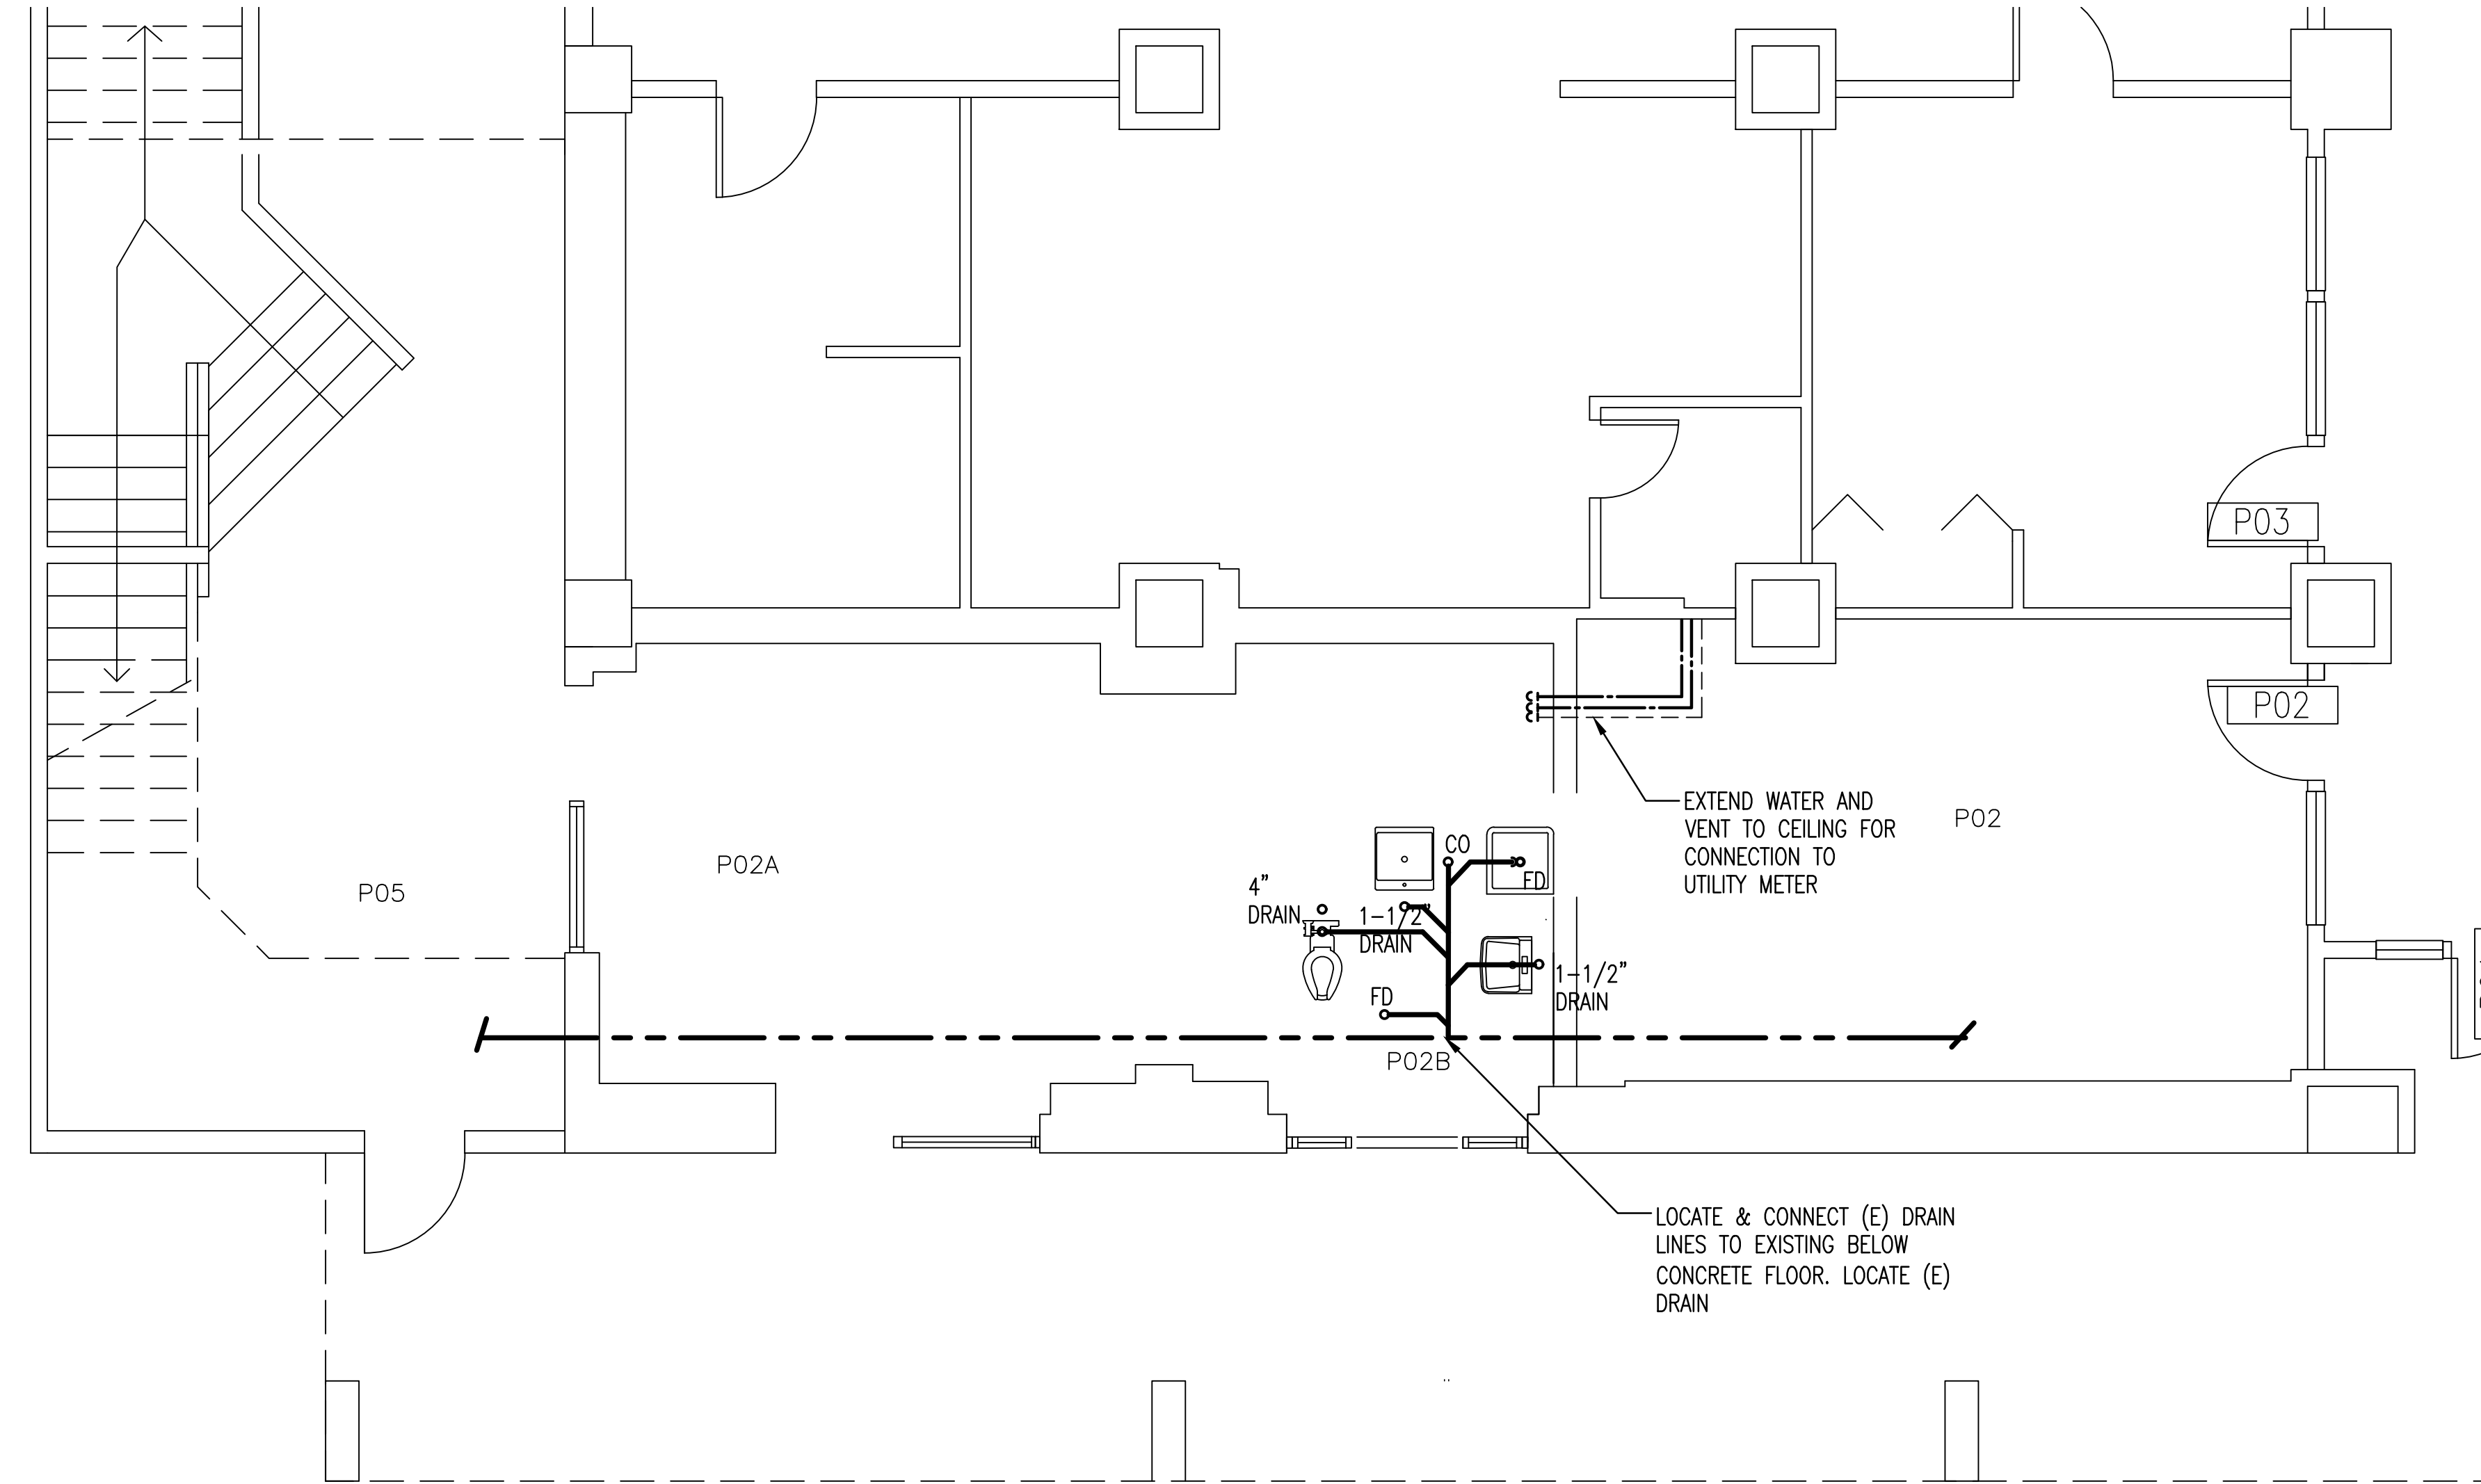 P03
P02
EXTEND WATER AND
VENT TO CEILING FOR
CONNECTION TO
UTILITY METER
P02
P02A
P05
CO
FD
4"
DRAIN
1-1/2"
DRAIN
1-1/2"
DRAIN
FD
P02B
LOCATE & CONNECT (E) DRAIN
LINES TO EXISTING BELOW
CONCRETE FLOOR. LOCATE (E)
DRAIN